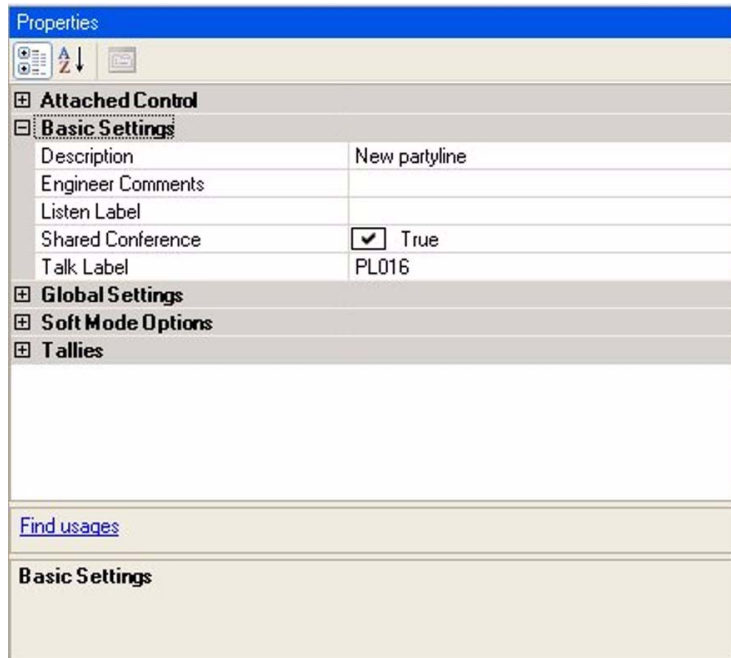 Properties
A
Z
Attached Control
Basic Settings
Description New partyline
Engineer Comments
Listen Label
Shared Conference True
Talk Label PL016
Global Settings
Soft Mode Options
Tallies
Find usages
Basic Settings